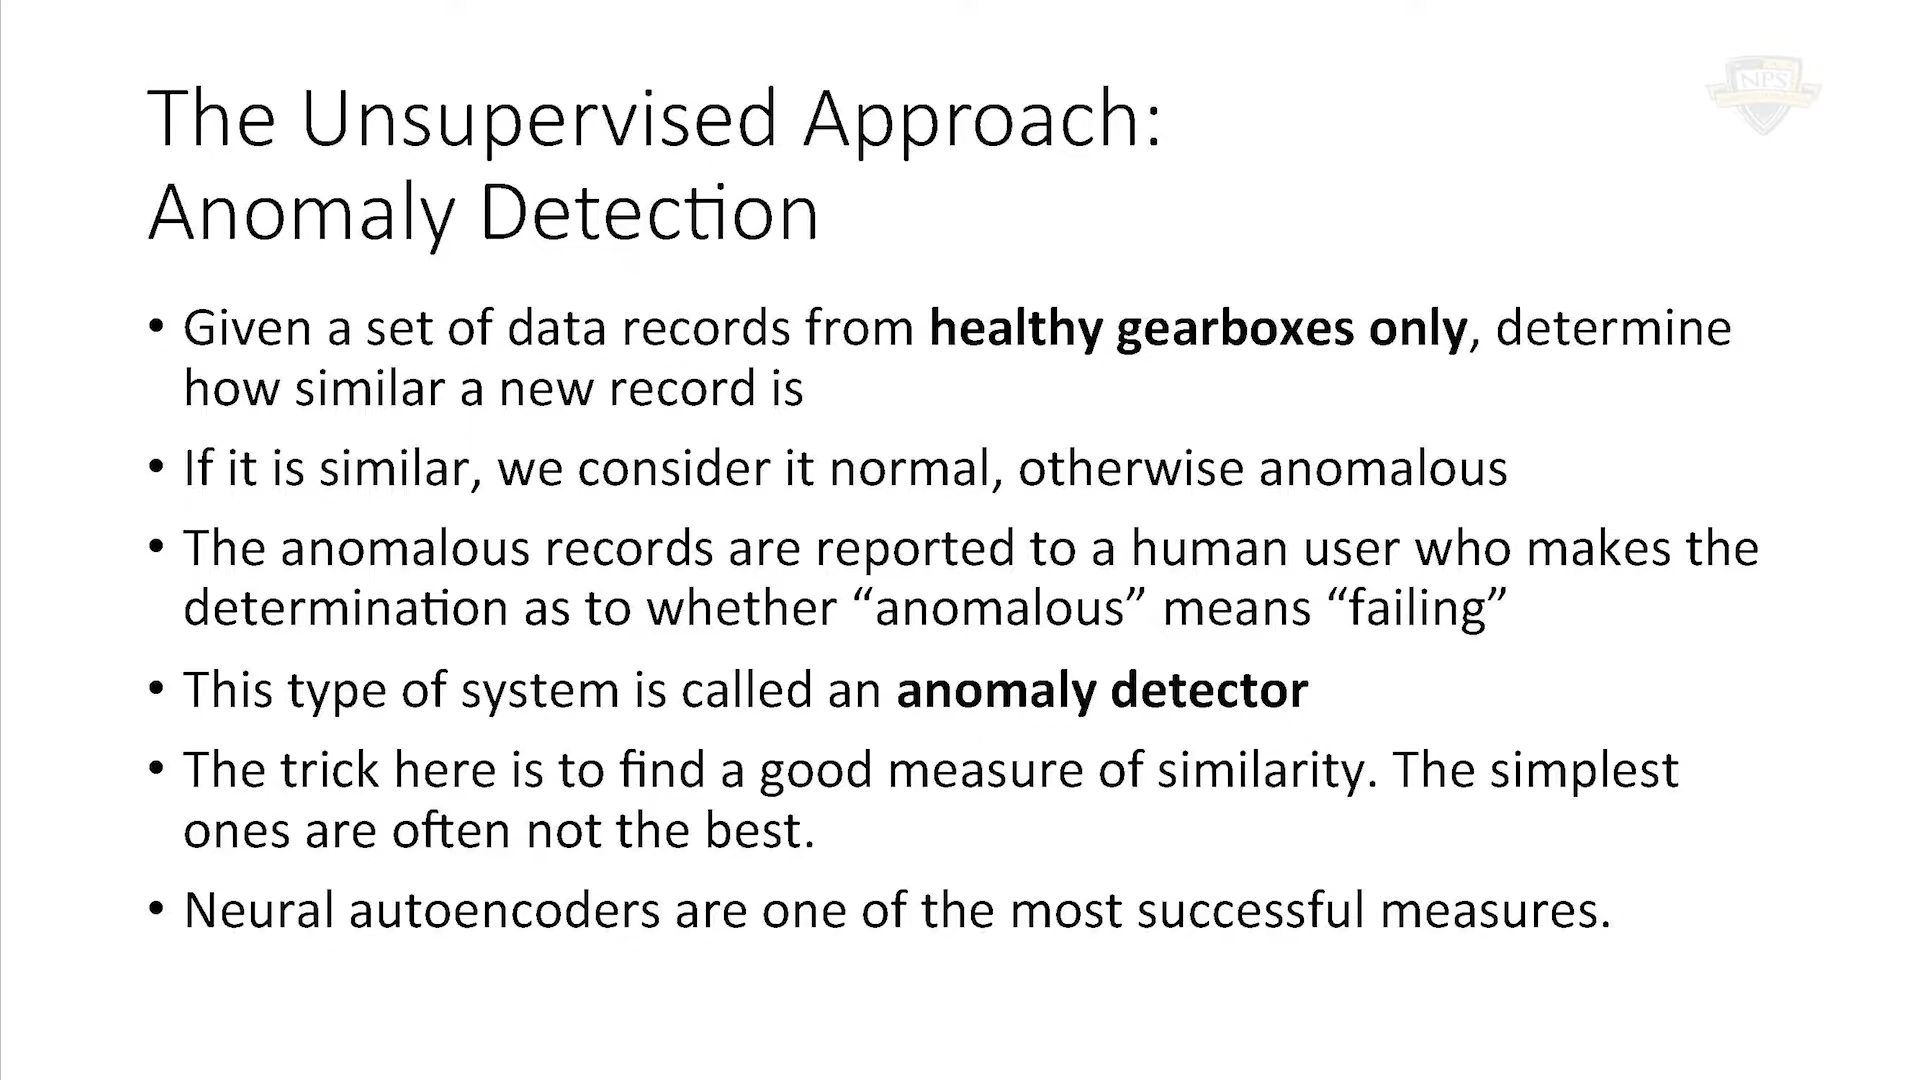 NPS
The Unsupervised Approach:
Anomaly Detection
• Given a set of data records from healthy gearboxes only, determine
how similar a new record is
• If it is similar, we consider it normal, otherwise anomalous
• The anomalous records are reported to a human user who makes the
determination as to whether “anomalous” means “failing”
• This type of system is called an anomaly detector
• The trick here is to find a good measure of similarity. The simplest
ones are often not the best.
• Neural autoencoders are one of the most successful measures.